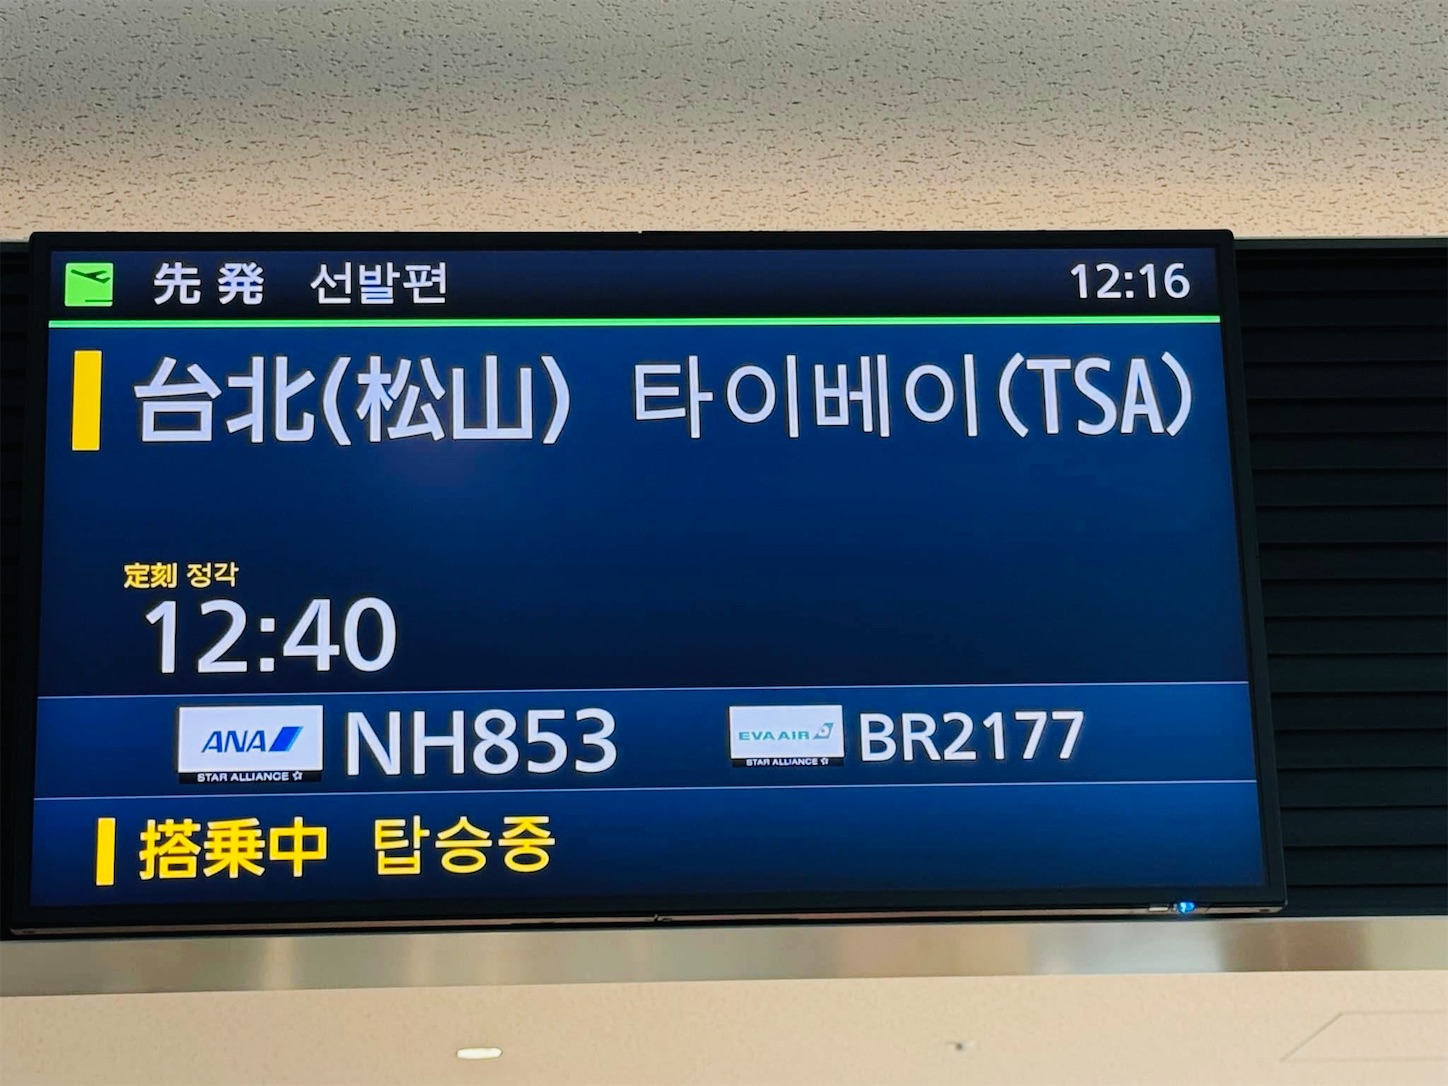 先発 선발편 12:16
台北(松山) 타이베이(TSA)
定刻 정각
12:40
ANA NH853 EVA AIR BR2177
STAR ALLIANCE STAR ALLIANCE
搭乗中 탑승중